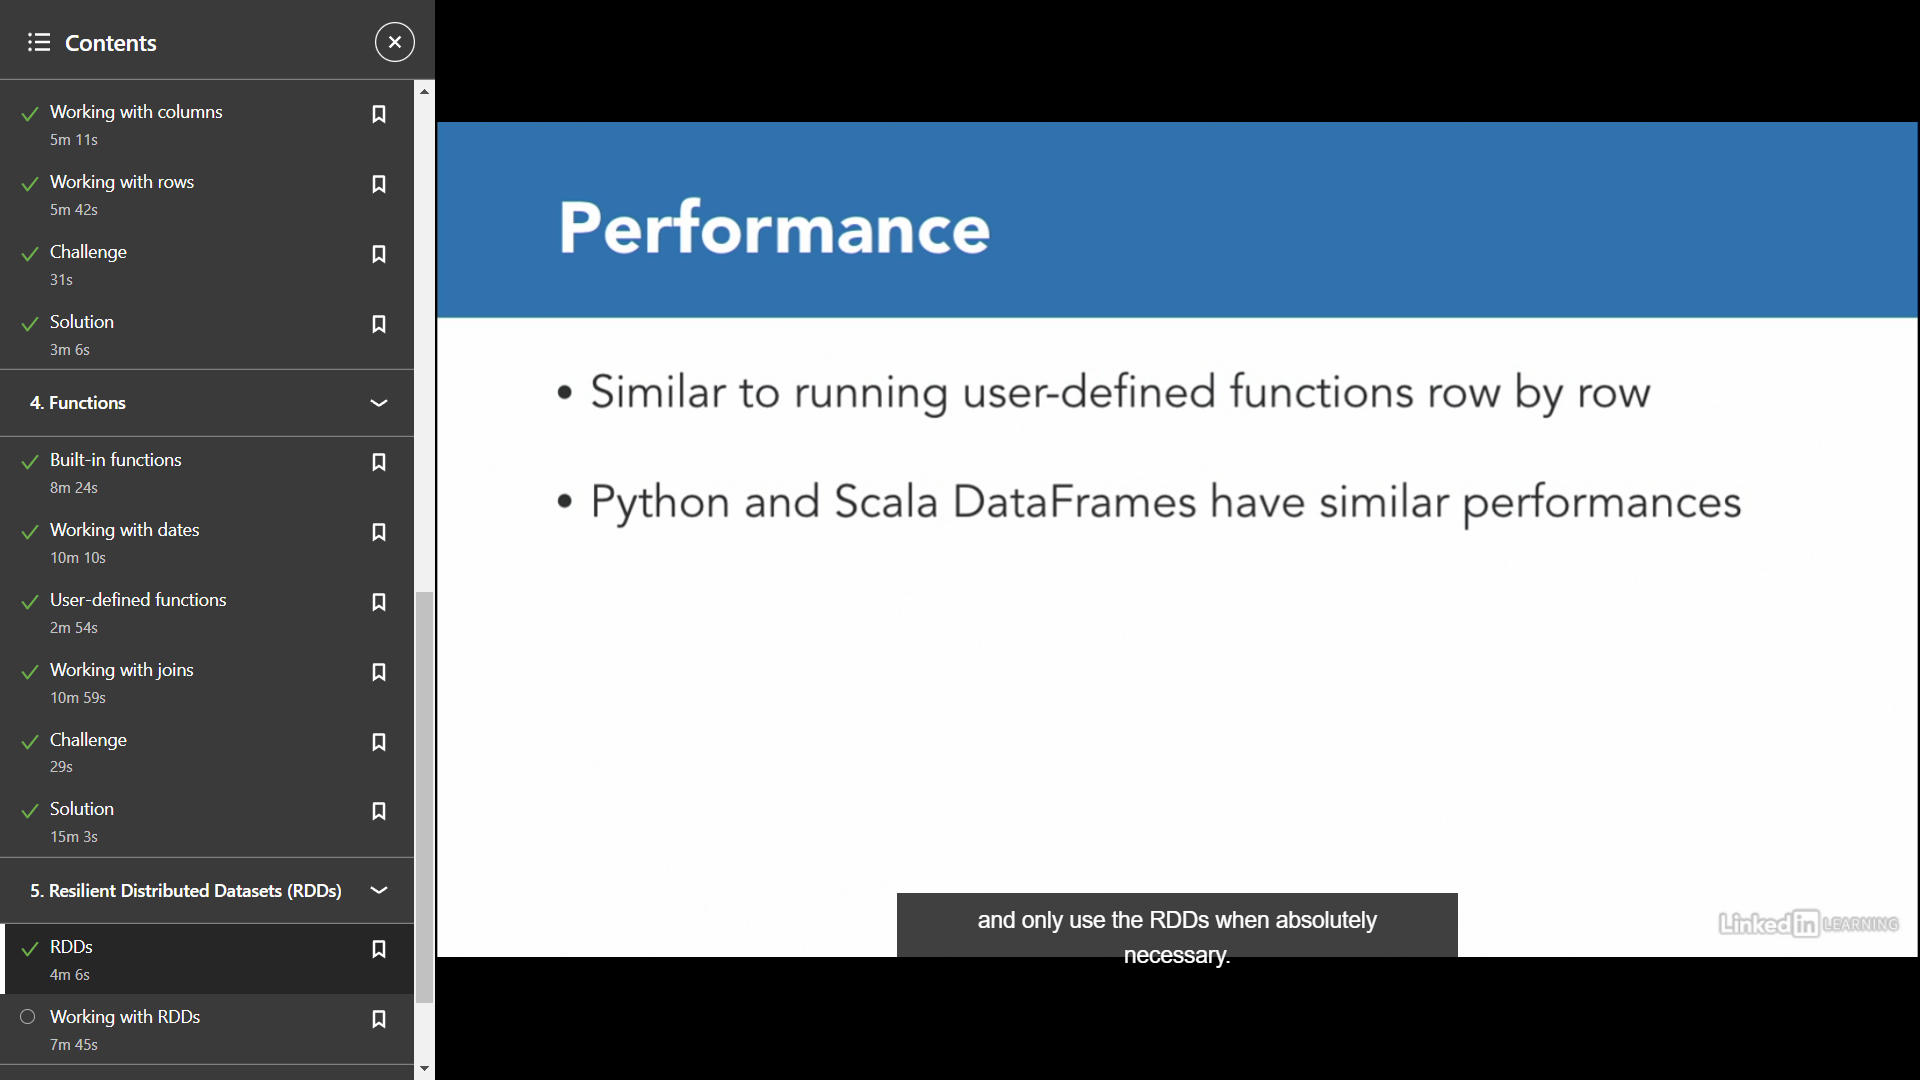 Contents
Working with columns
5m 11s
Working with rows
5m 42s
Challenge
31s
Solution
3m 6s
4. Functions
Built-in functions
8m 24s
Working with dates
10m 10s
User-defined functions
2m 54s
Working with joins
10m 59s
Challenge
29s
Solution
15m 3s
5. Resilient Distributed Datasets (RDDs)
RDDs
4m 6s
Working with RDDs
7m 45s
Performance
• Similar to running user-defined functions row by row
• Python and Scala DataFrames have similar performances
and only use the RDDs when absolutely
necessary.
Linked in LEARNING